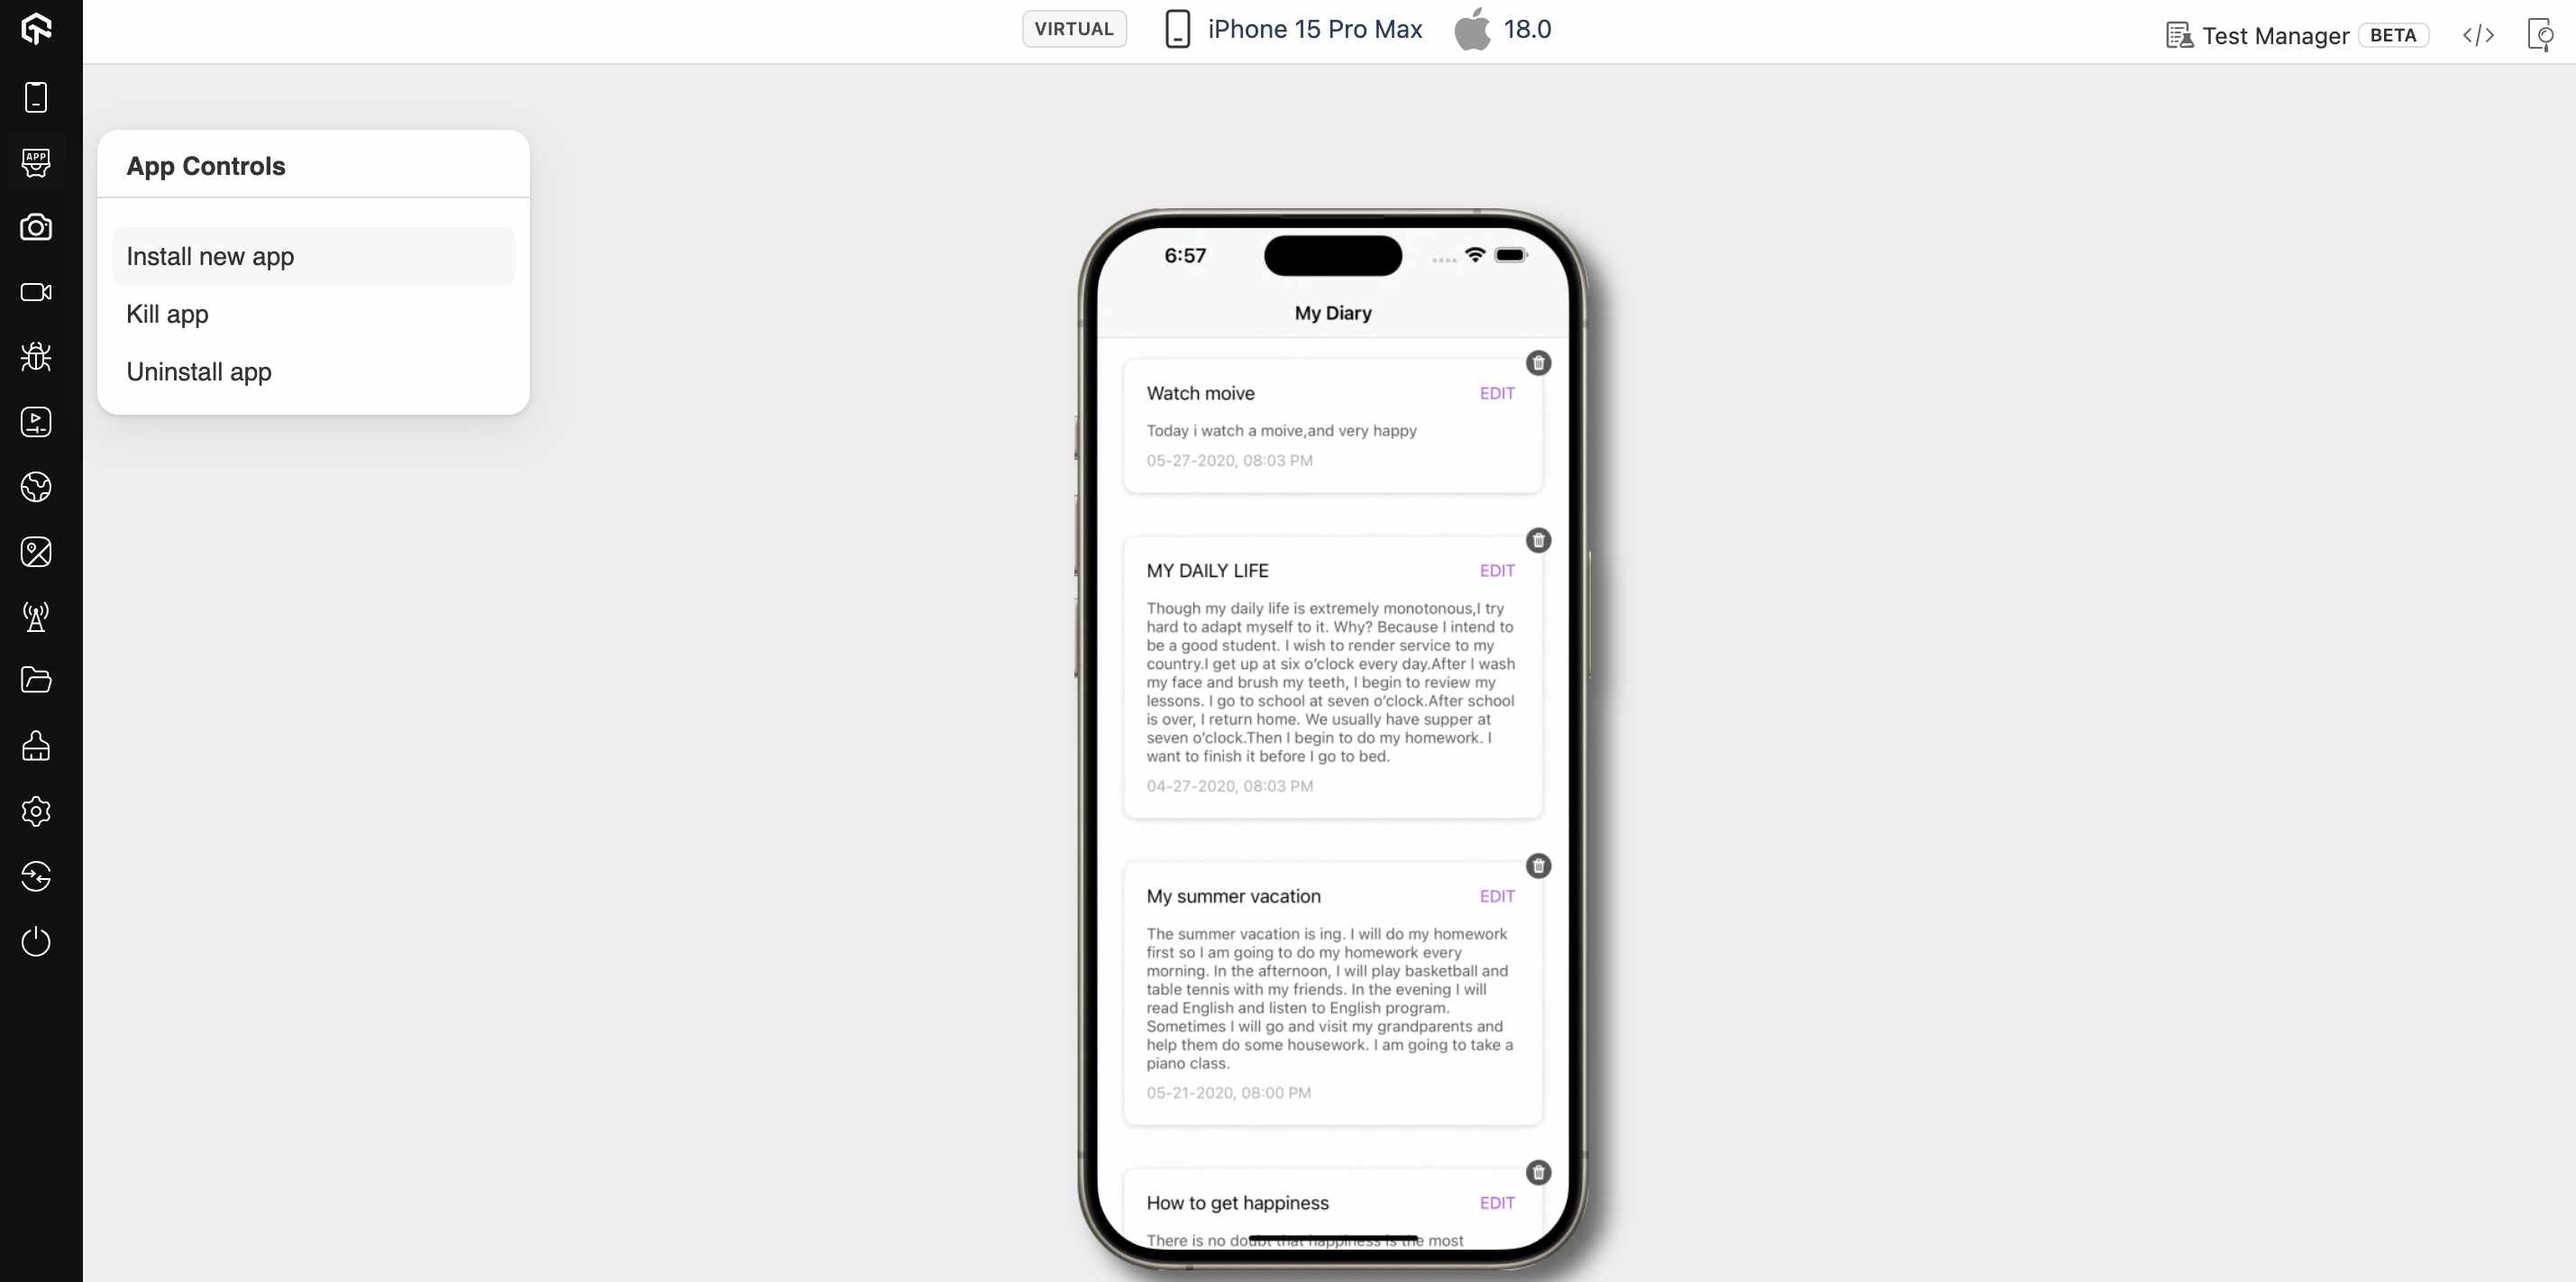 VIRTUAL
iPhone 15 Pro Max
18.0
Test Manager
BETA
</>
APP
App Controls
Install new app
Kill app
Uninstall app
6:57
My Diary
Watch moive
EDIT
Today i watch a moive,and very happy
05-27-2020, 08:03 PM
MY DAILY LIFE
EDIT
Though my daily life is extremely monotonous,I try
hard to adapt myself to it. Why? Because I intend to
be a good student. I wish to render service to my
country.I get up at six o'clock every day.After I wash
my face and brush my teeth, I begin to review my
lessons. I go to school at seven o'clock.After school
is over, I return home. We usually have supper at
seven o'clock.Then I begin to do my homework. I
want to finish it before I go to bed.
04-27-2020, 08:03 PM
My summer vacation
EDIT
The summer vacation is ing. I will do my homework
first so I am going to do my homework every
morning. In the afternoon, I will play basketball and
table tennis with my friends. In the evening I will
read English and listen to English program.
Sometimes I will go and visit my grandparents and
help them do some housework. I am going to take a
piano class.
05-21-2020, 08:00 PM
How to get happiness
EDIT
There is no doubt that happiness is the most